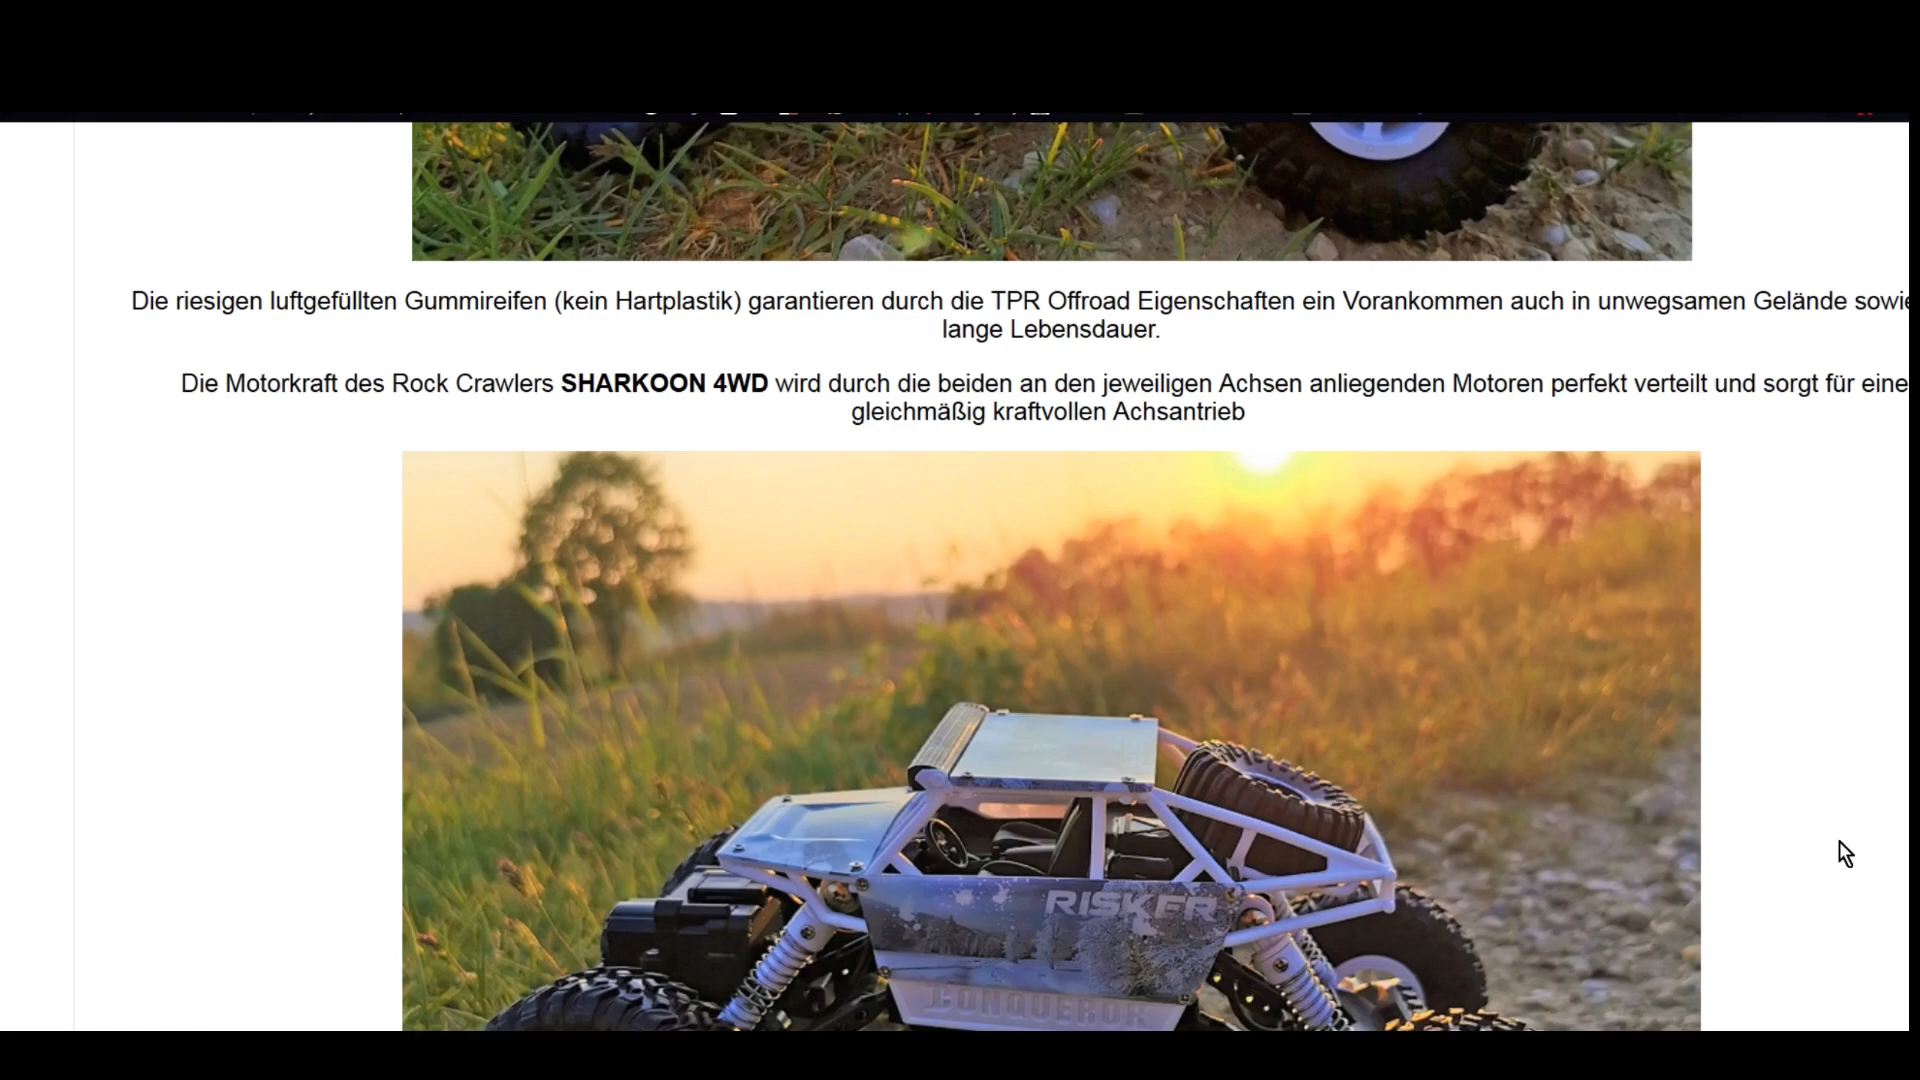 Die riesigen luftgefüllten Gummireifen (kein Hartplastik) garantieren durch die TPR Offroad Eigenschaften ein Vorankommen auch in unwegsamen Gelände sowie
lange Lebensdauer.
Die Motorkraft des Rock Crawlers SHARKOON 4WD wird durch die beiden an den jeweiligen Achsen anliegenden Motoren perfekt verteilt und sorgt für eine
gleichmäßig kraftvollen Achsantrieb
RISKER
CONQUEROR